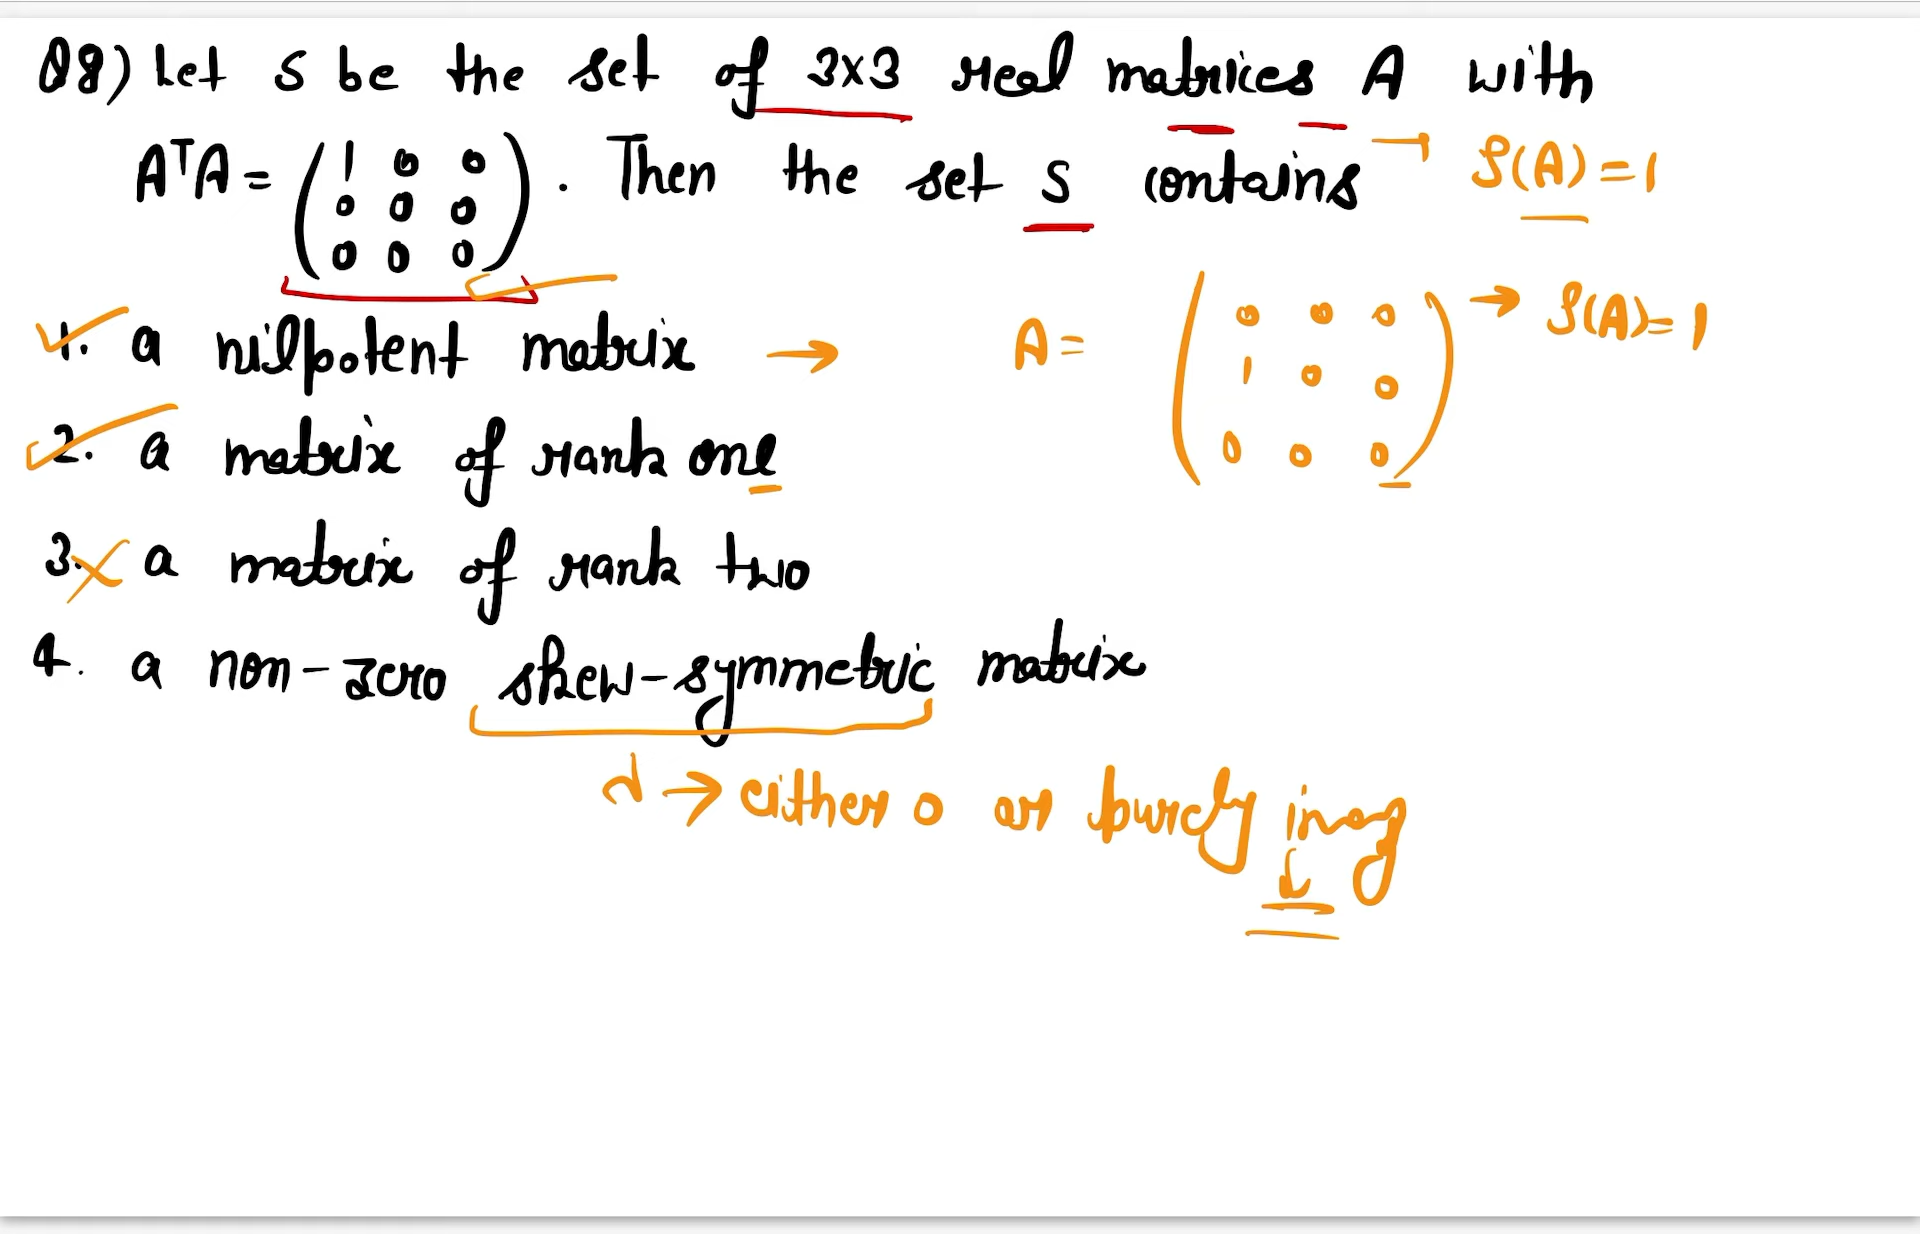 Q8) Let S be the set of 3x3 real matrices A with
AᵀA = (1 0 0
0 0 0
0 0 0). Then the set S contains → ρ(A) = 1
1. a nilpotent matrix → A = (0 0 0
1 0 0
0 0 0) → ρ(A) = 1
2. a matrix of rank one
3. a matrix of rank two
4. a non-zero skew-symmetric matrix
→ either 0 or purely imag